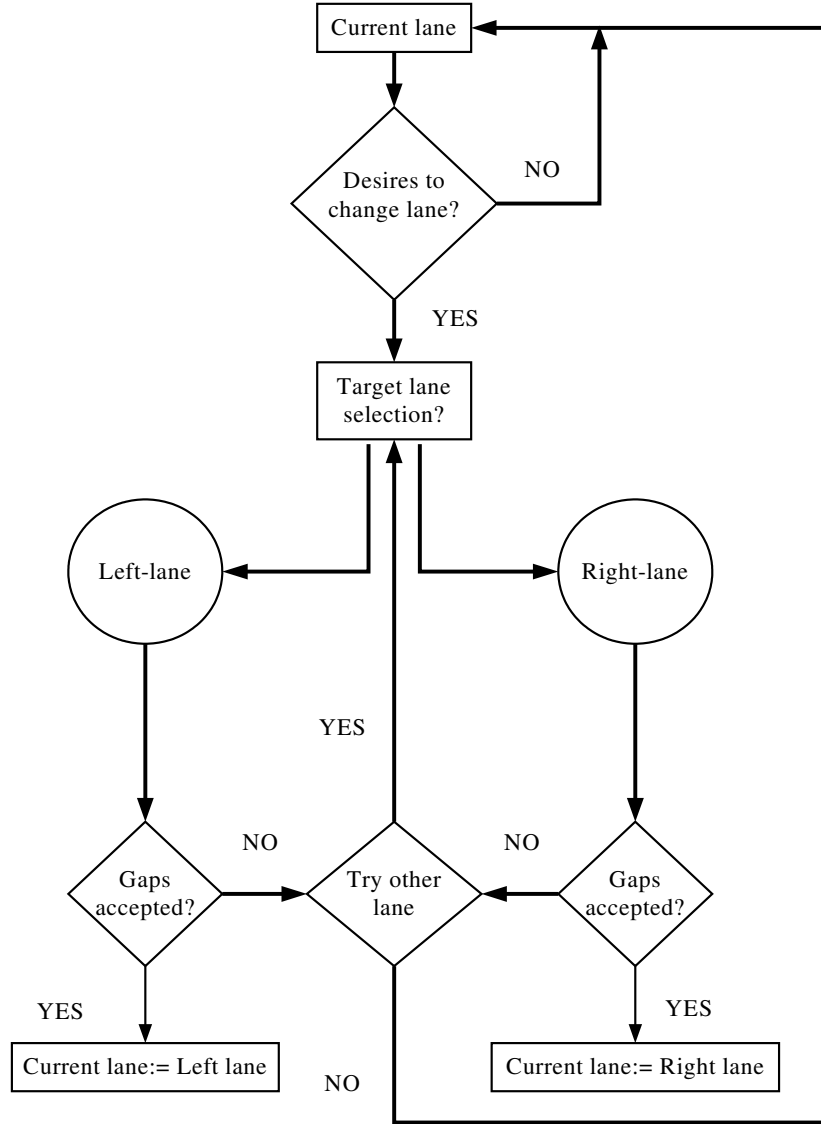 Current lane
Desires to
change lane?
NO
YES
Target lane
selection?
Left-lane
Right-lane
YES
NO
NO
Gaps
accepted?
Try other
lane
Gaps
accepted?
YES
YES
Current lane:= Left lane
Current lane:= Right lane
NO